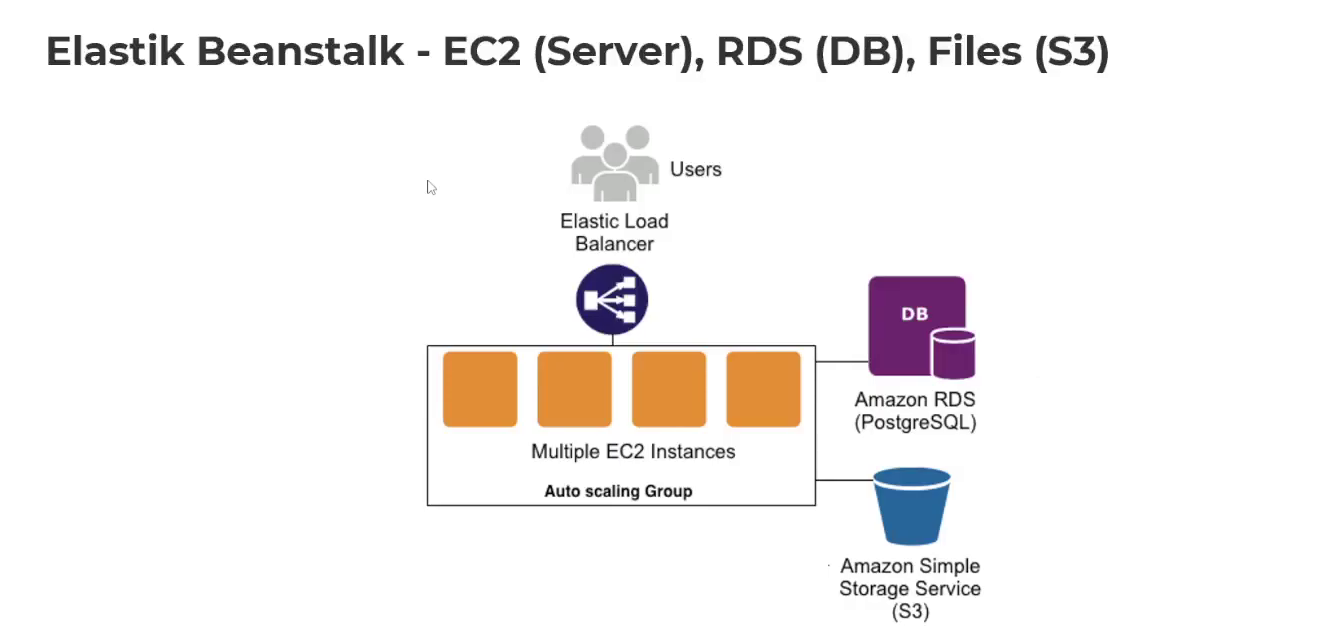 Elastik Beanstalk - EC2 (Server), RDS (DB), Files (S3)
Users
Elastic Load
Balancer
DB
Amazon RDS
(PostgreSQL)
Multiple EC2 Instances
Auto scaling Group
Amazon Simple
Storage Service
(S3)